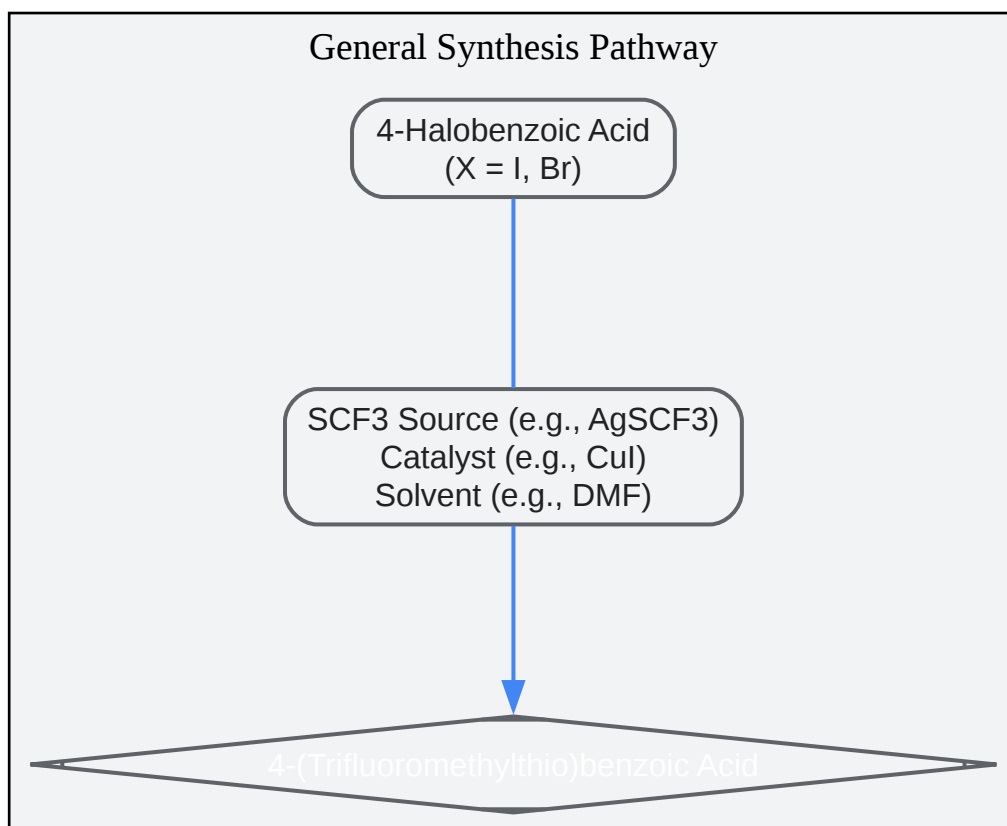 General Synthesis Pathway
4-Halobenzoic Acid
(X = I, Br)
SCF3 Source (e.g., AgSCF3)
Catalyst (e.g., CuI)
Solvent (e.g., DMF)
4-(Trifluoromethylthio)benzoic Acid